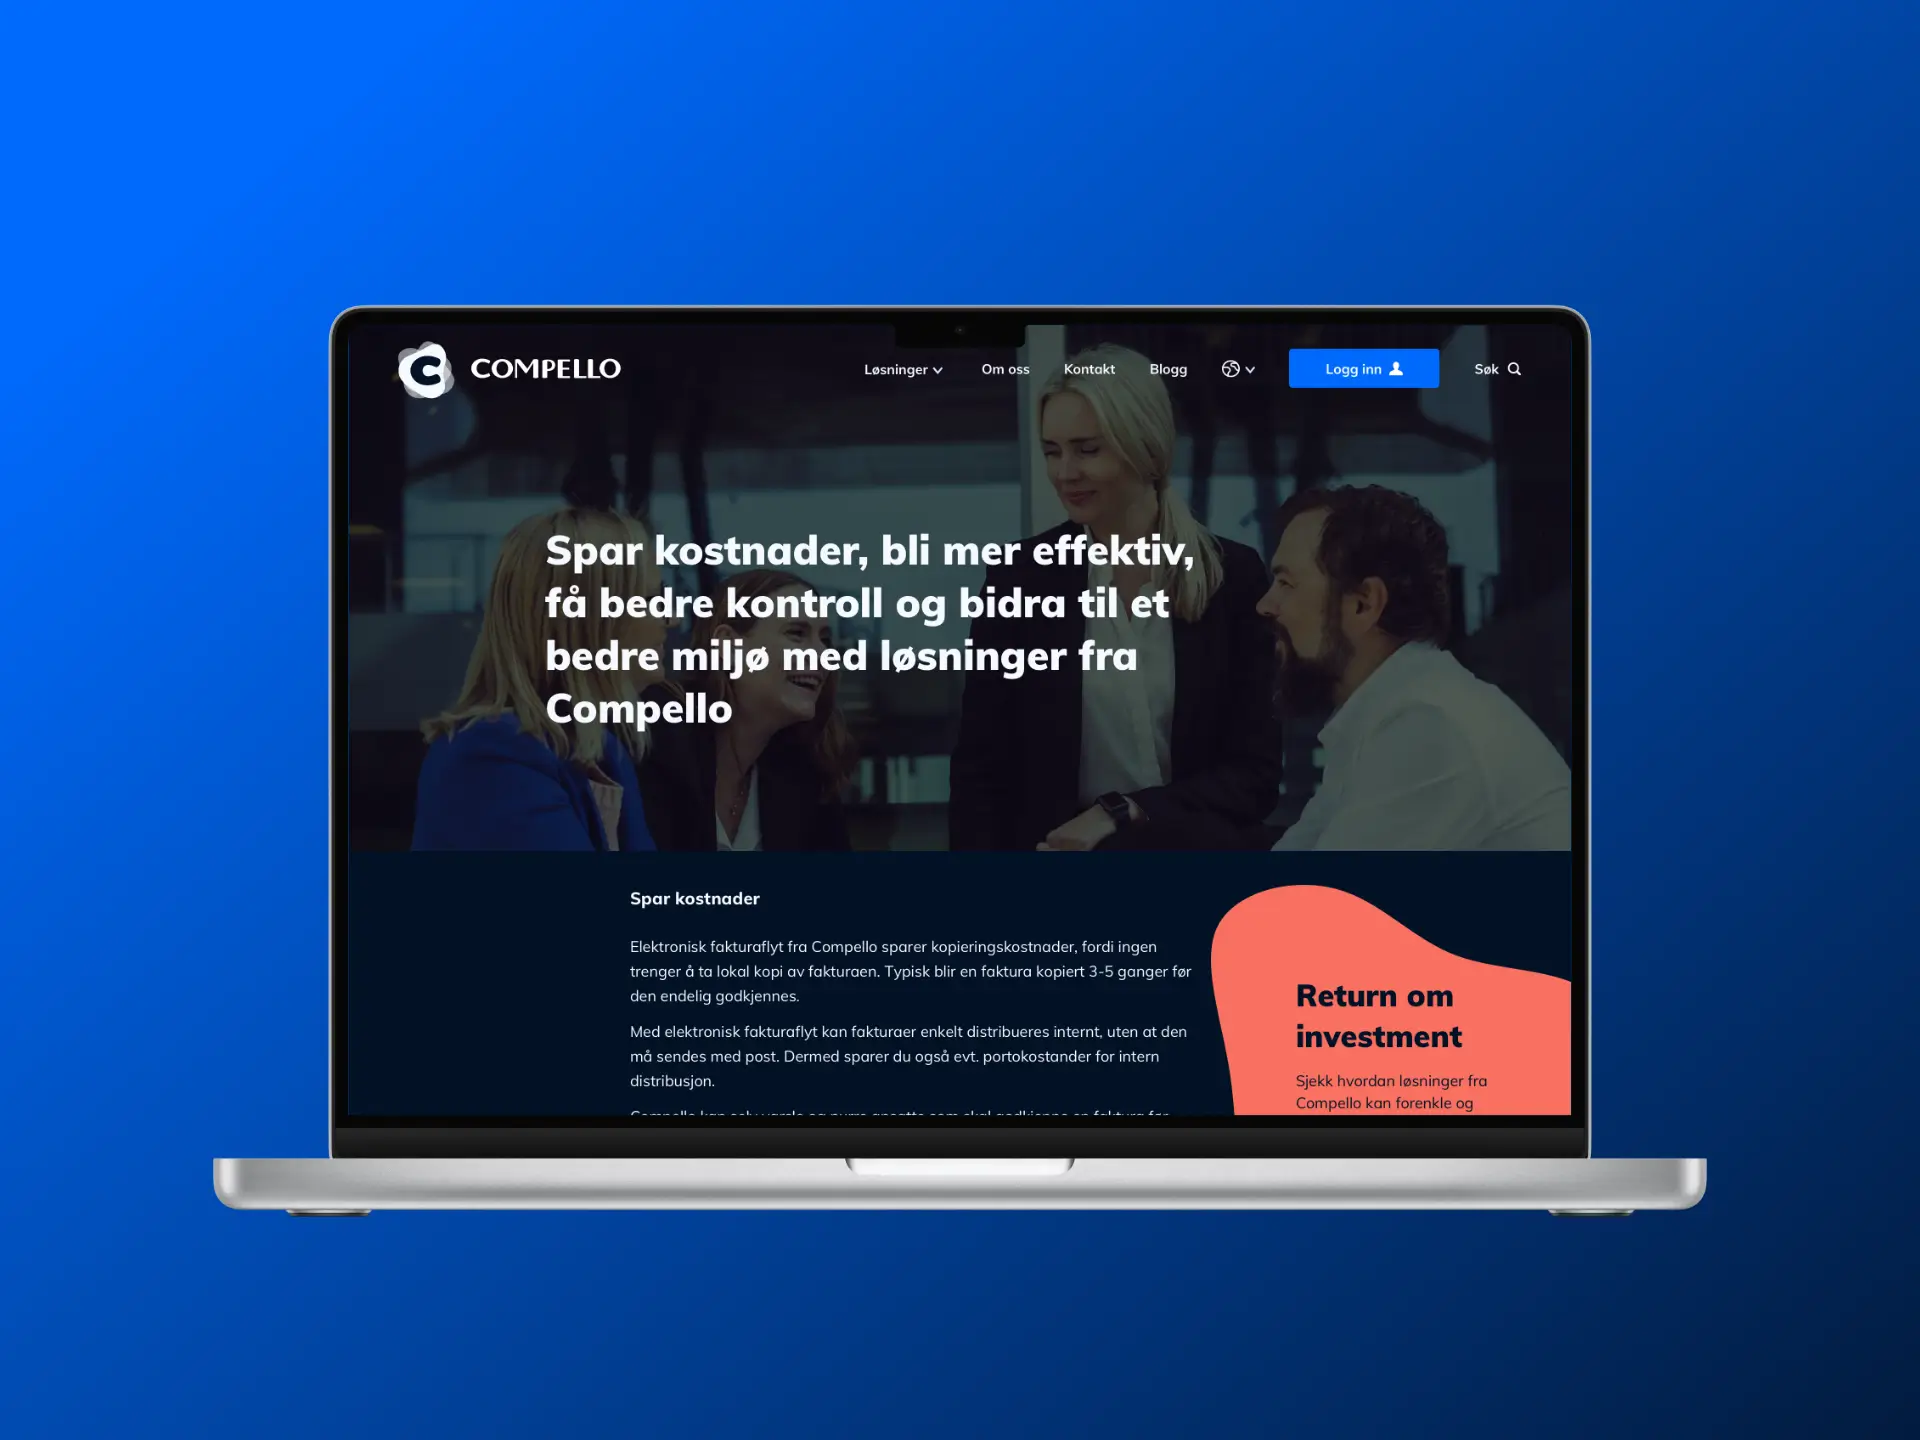 COMPELLO
Løsninger Om oss Kontakt Blogg Logg inn Søk
Spar kostnader, bli mer effektiv,
få bedre kontroll og bidra til et
bedre miljø med løsninger fra
Compello
Spar kostnader
Elektronisk fakturaflyt fra Compello sparer kopieringskostnader, fordi ingen
trenger å ta lokal kopi av fakturaen. Typisk blir en faktura kopiert 3-5 ganger før
den endelig godkjennes.
Med elektronisk fakturaflyt kan fakturaer enkelt distribueres internt, uten at den
må sendes med post. Dermed sparer du også evt. portokostander for intern
distribusjon.
Return om
investment
Sjekk hvordan løsninger fra
Compello kan forenkle og